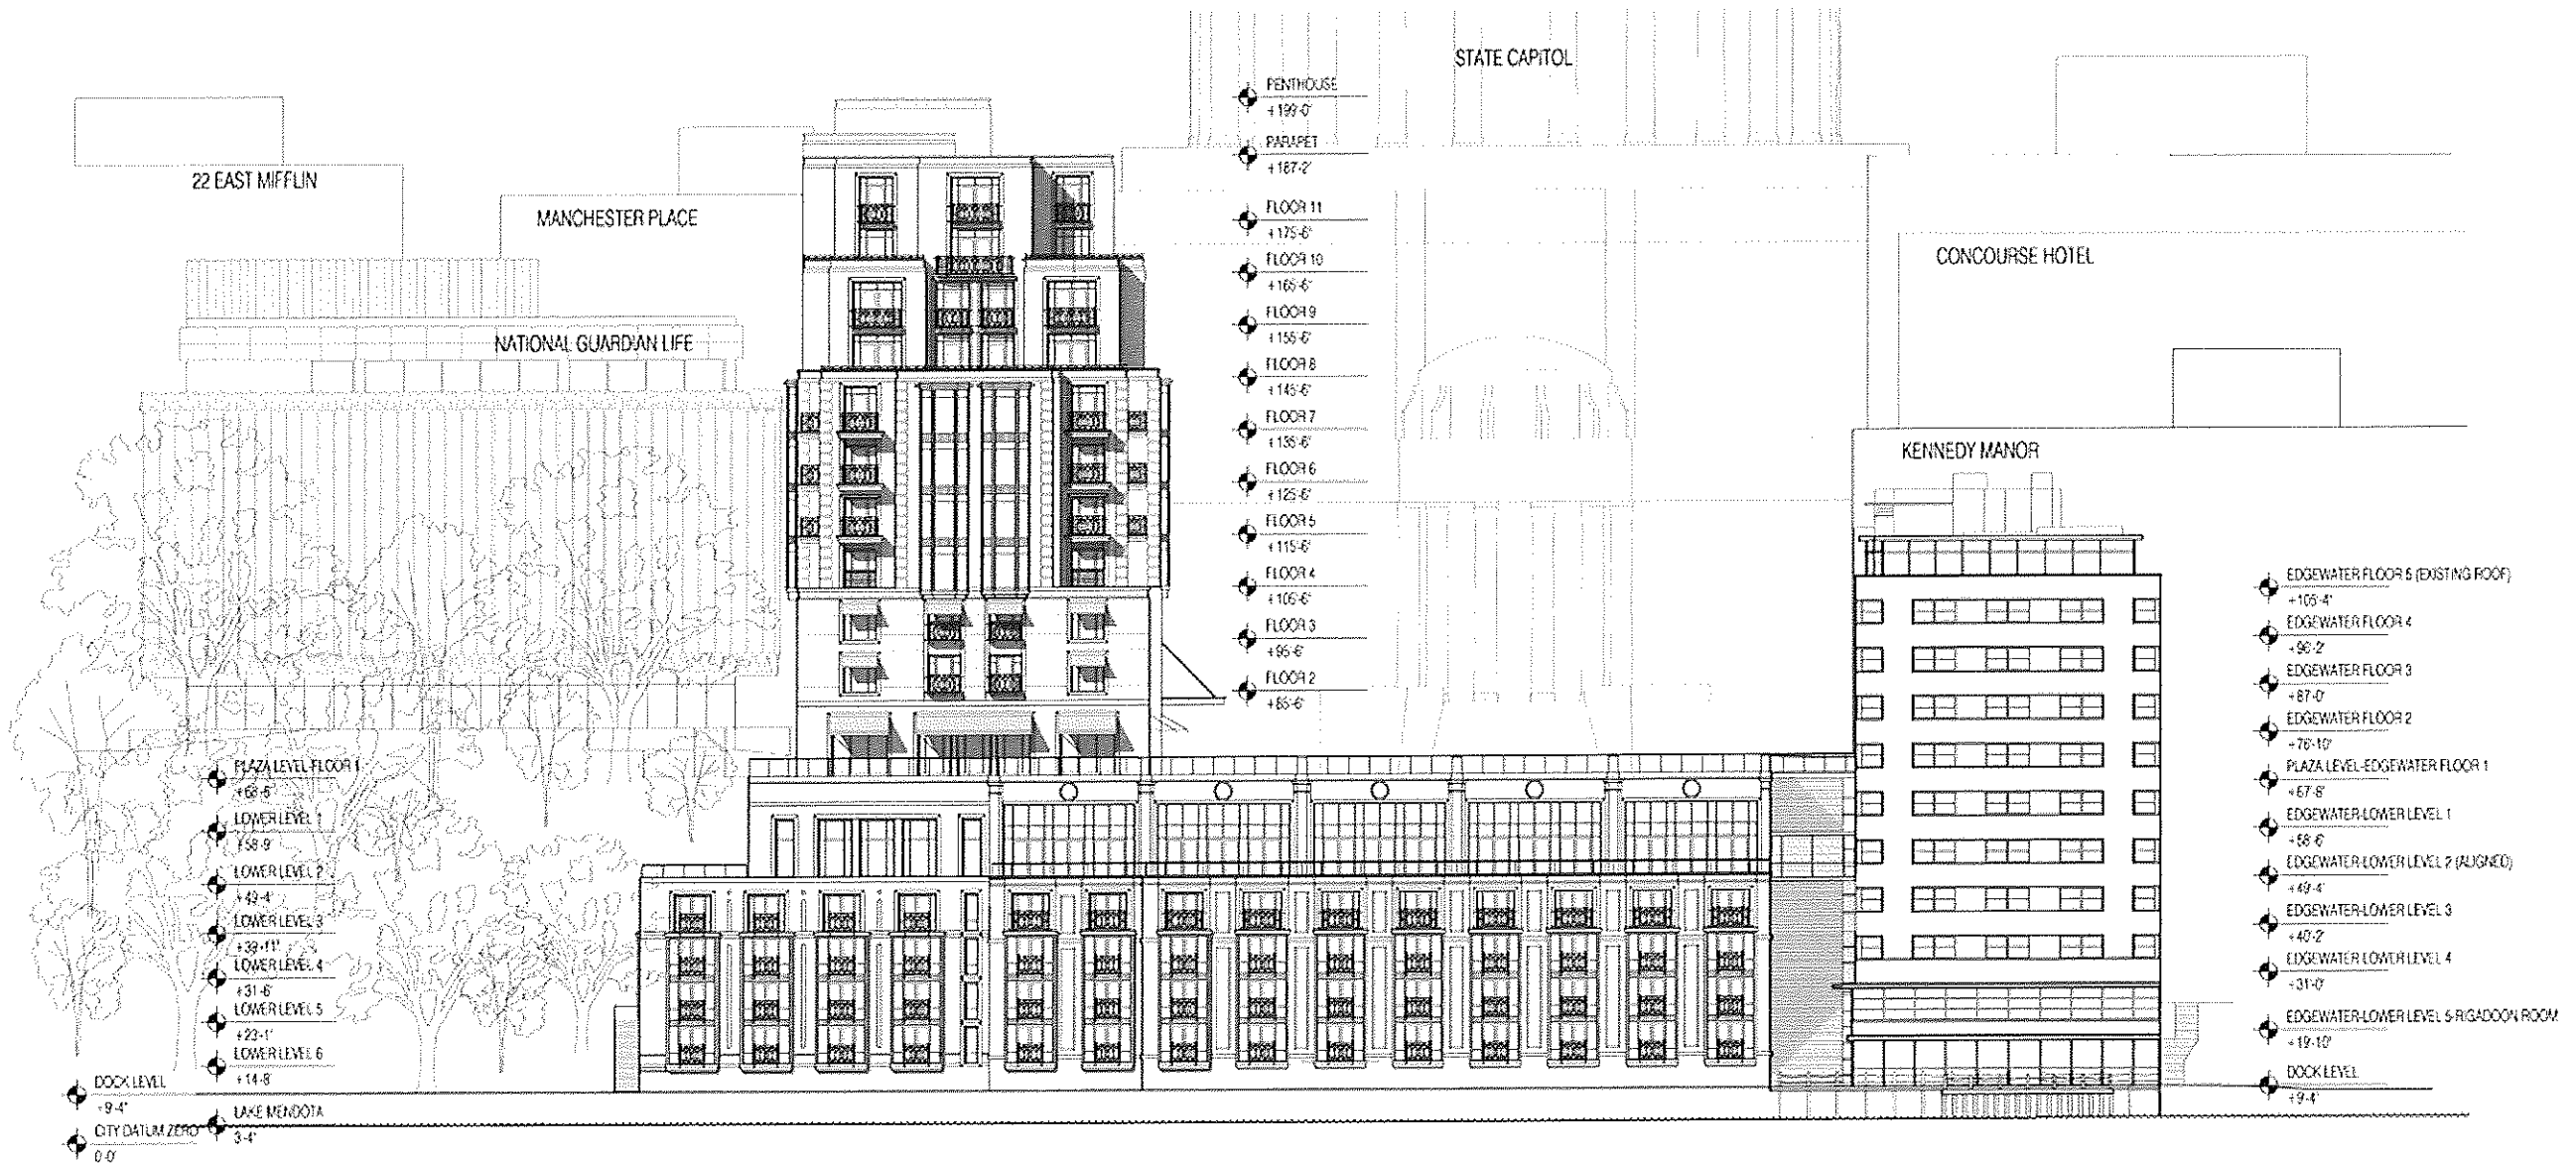 STATE CAPITOL
PENTHOUSE
+199-0"
PARAPET
+187-2"
22 EAST MIFFLIN
MANCHESTER PLACE
FLOOR 11
+175-6"
FLOOR 10
+165-6"
CONCOURSE HOTEL
FLOOR 9
+155-6"
NATIONAL GUARDIAN LIFE
FLOOR 8
+145-6"
FLOOR 7
+135-6"
KENNEDY MANOR
FLOOR 6
+125-6"
FLOOR 5
+115-6"
FLOOR 4
+105-6"
FLOOR 3
+95-6"
FLOOR 2
+85-6"
PLAZA LEVEL-FLOOR 1
LOWER LEVEL 1
+58-9"
LOWER LEVEL 2
+49-4"
LOWER LEVEL 3
+39-11"
LOWER LEVEL 4
+31-6"
LOWER LEVEL 5
+23-1"
LOWER LEVEL 6
+14-8"
DOCK LEVEL
+9-4"
LAKE MENDOTA
3-4"
CITY DATUM ZERO
0-0"
EDGEWATER FLOOR 5 (EXISTING ROOF)
+105-4"
EDGEWATER FLOOR 4
+96-2"
EDGEWATER FLOOR 3
+87-0"
EDGEWATER FLOOR 2
+76-10"
PLAZA LEVEL-EDGEWATER FLOOR 1
+67-8"
EDGEWATER-LOWER LEVEL 1
+58-6"
EDGEWATER-LOWER LEVEL 2 (ALIGNED)
+49-4"
EDGEWATER-LOWER LEVEL 3
+40-2"
EDGEWATER-LOWER LEVEL 4
+31-0"
EDGEWATER-LOWER LEVEL 5-RIGADOON ROOM
+19-10"
DOCK LEVEL
+9-4"